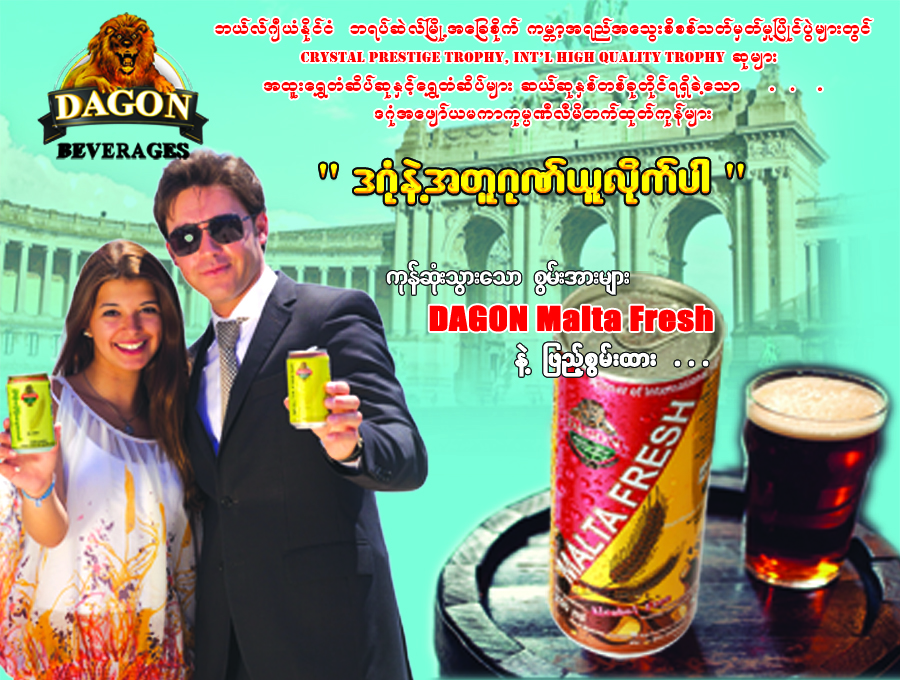 DAGON
BEVERAGES
ဘယ်လ်ဂျီယံနိုင်ငံ ဘရပ်ဆဲလ်မြို့အခြေစိုက် ကမ္ဘာ့အရည်အသွေးစိစစ်သတ်မှတ်မှုပြိုင်ပွဲများတွင်
CRYSTAL PRESTIGE TROPHY, INT'L HIGH QUALITY TROPHY ဆုများ
အထူးရွှေတံဆိပ်ဆုနှင့်ရွှေတံဆိပ်များ ဆယ်ဆုနှစ်တစ်ခုတိုင်ရရှိခဲ့သော . . .
ဒဂုံအဖျော်ယမကာကုမ္ပဏီလီမိတက်ထုတ်ကုန်များ
" ဒဂုံနဲ့အတူဂုဏ်ယူလိုက်ပါ "
ကုန်ဆုံးသွားသော စွမ်းအားများ
DAGON Malta Fresh
နဲ့ ဖြည့်စွမ်းထား . . .
of International
DAGON
MALTA FRESH